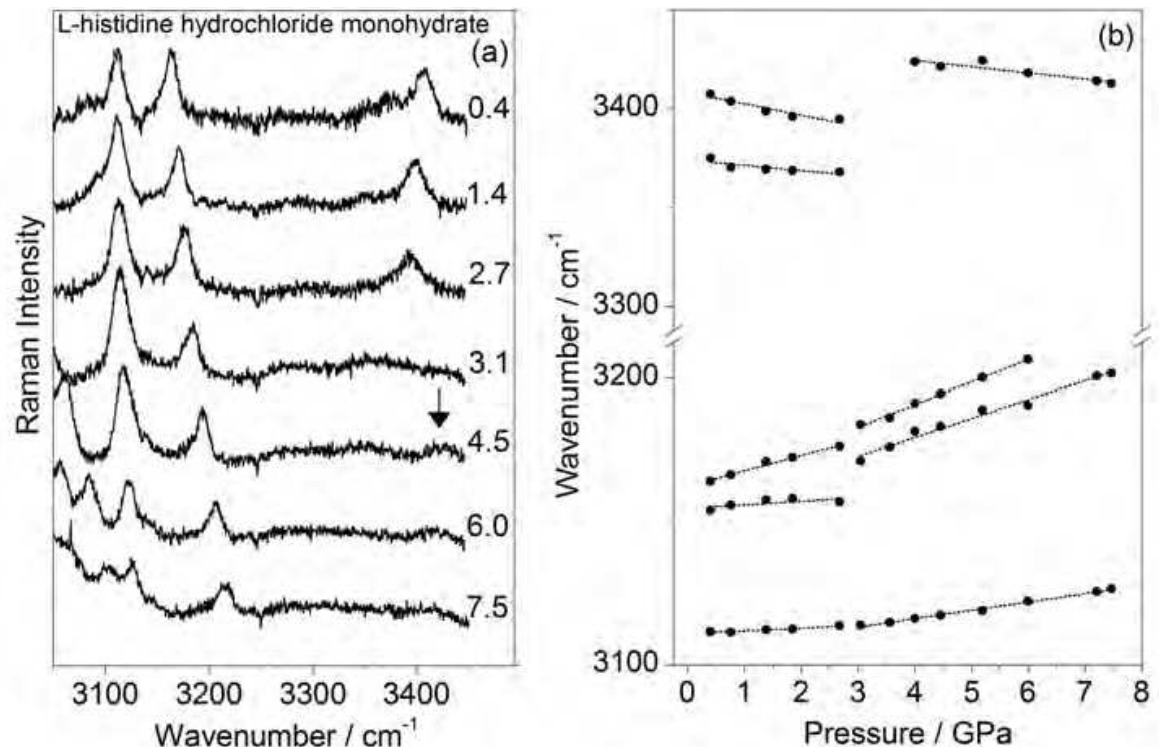 L-histidine hydrochloride monohydrate
(a)
0.4
1.4
2.7
3.1
4.5
6.0
7.5
Raman Intensity
3100 3200 3300 3400
Wavenumber / cm⁻¹
(b)
3400
3300
3200
3100
Wavenumber / cm⁻¹
0 1 2 3 4 5 6 7 8
Pressure / GPa